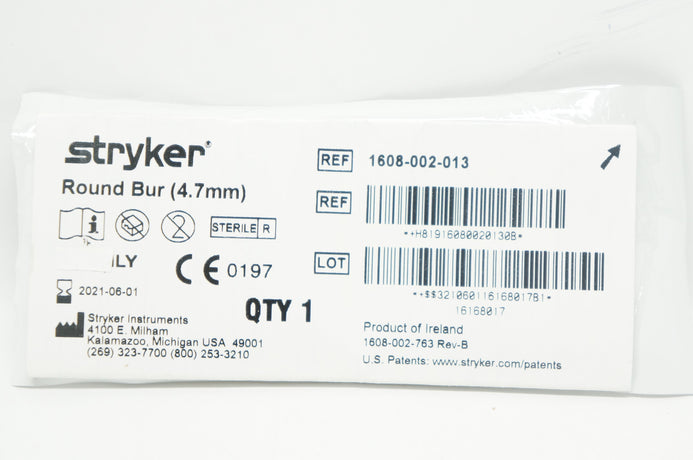 stryker®
Round Bur (4.7mm)
i
2
STERILE R
LY
CE 0197
2021-06-01
QTY 1
Stryker Instruments
4100 E. Milham
Kalamazoo, Michigan USA 49001
(269) 323-7700 (800) 253-3210
REF 1608-002-013
REF
*+H81916080020130B*
LOT
*+$$321060116168017B1*
16168017
Product of Ireland
1608-002-763 Rev-B
U.S. Patents: www.stryker.com/patents